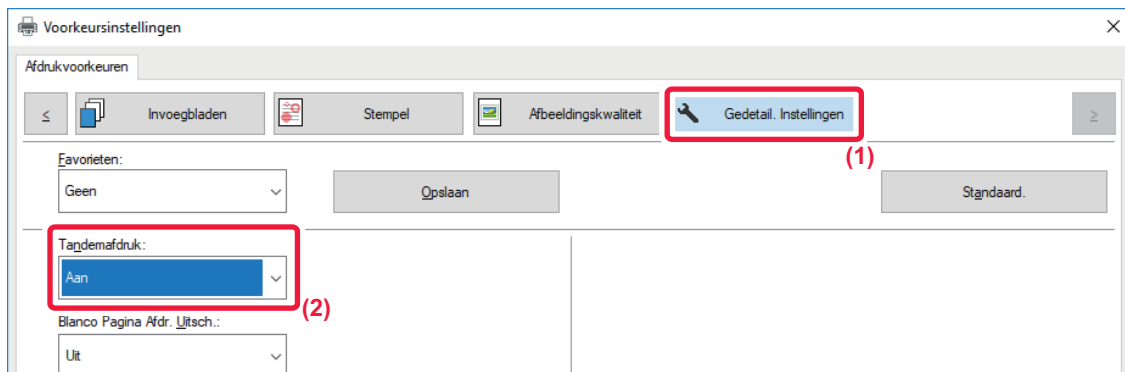 Voorkeursinstellingen
Afdrukvoorkeuren
< Invoegbladen Stempel Afbeeldingskwaliteit Gedetail. Instellingen >
(1)
Favorieten:
Geen Opslaan Standaard.
Tandemafdruk:
Aan
(2)
Blanco Pagina Afdr. Uitsch.:
Uit